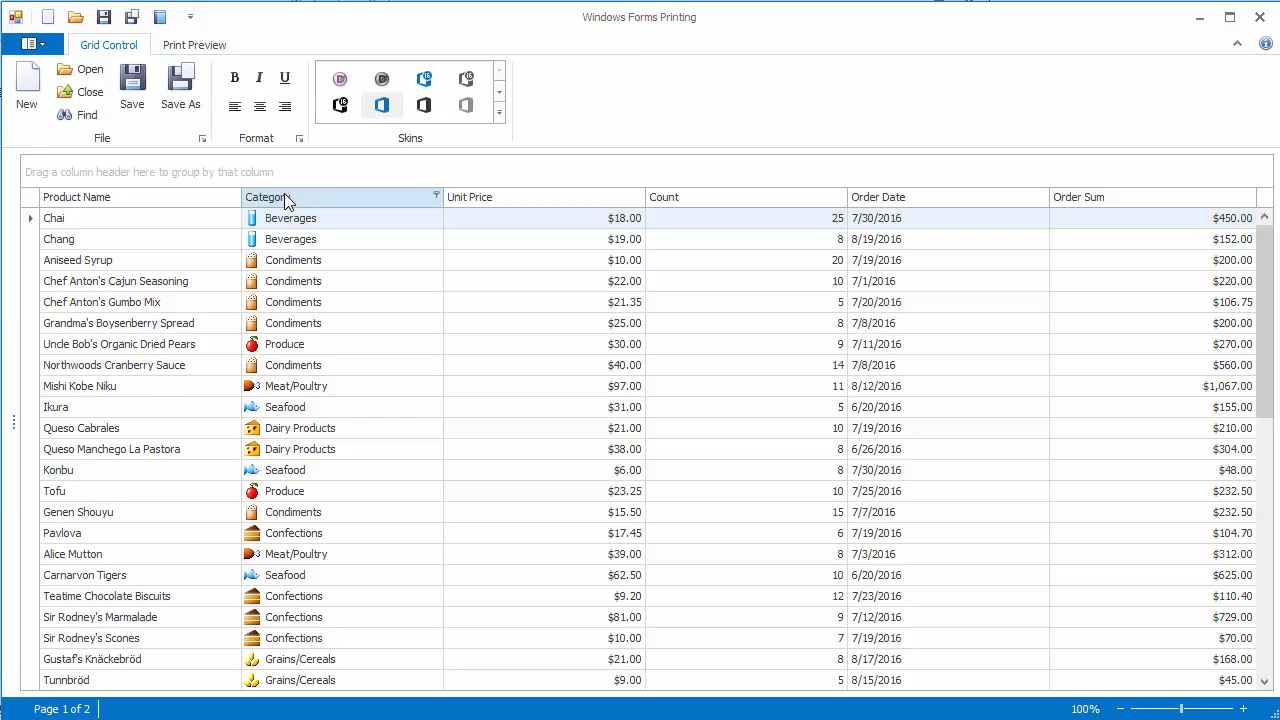 Windows Forms Printing
Grid Control Print Preview
New
Open
Close
Find
Save Save As
B I U
File Format Skins
Drag a column header here to group by that column
Product Name Category Unit Price Count Order Date Order Sum
Chai Beverages $18.00 25 7/30/2016 $450.00
Chang Beverages $19.00 8 8/19/2016 $152.00
Aniseed Syrup Condiments $10.00 20 7/19/2016 $200.00
Chef Anton's Cajun Seasoning Condiments $22.00 10 7/1/2016 $220.00
Chef Anton's Gumbo Mix Condiments $21.35 5 7/20/2016 $106.75
Grandma's Boysenberry Spread Condiments $25.00 8 7/8/2016 $200.00
Uncle Bob's Organic Dried Pears Produce $30.00 9 7/11/2016 $270.00
Northwoods Cranberry Sauce Condiments $40.00 14 7/8/2016 $560.00
Mishi Kobe Niku Meat/Poultry $97.00 11 8/12/2016 $1,067.00
Ikura Seafood $31.00 5 6/20/2016 $155.00
Queso Cabrales Dairy Products $21.00 10 7/19/2016 $210.00
Queso Manchego La Pastora Dairy Products $38.00 8 6/26/2016 $304.00
Konbu Seafood $6.00 8 7/30/2016 $48.00
Tofu Produce $23.25 10 7/25/2016 $232.50
Genen Shouyu Condiments $15.50 15 7/7/2016 $232.50
Pavlova Confections $17.45 6 7/19/2016 $104.70
Alice Mutton Meat/Poultry $39.00 8 7/3/2016 $312.00
Carnarvon Tigers Seafood $62.50 10 6/20/2016 $625.00
Teatime Chocolate Biscuits Confections $9.20 12 7/23/2016 $110.40
Sir Rodney's Marmalade Confections $81.00 9 7/12/2016 $729.00
Sir Rodney's Scones Confections $10.00 7 7/19/2016 $70.00
Gustaf's Knäckebröd Grains/Cereals $21.00 8 8/17/2016 $168.00
Tunnbröd Grains/Cereals $9.00 5 8/15/2016 $45.00
Page 1 of 2 100%